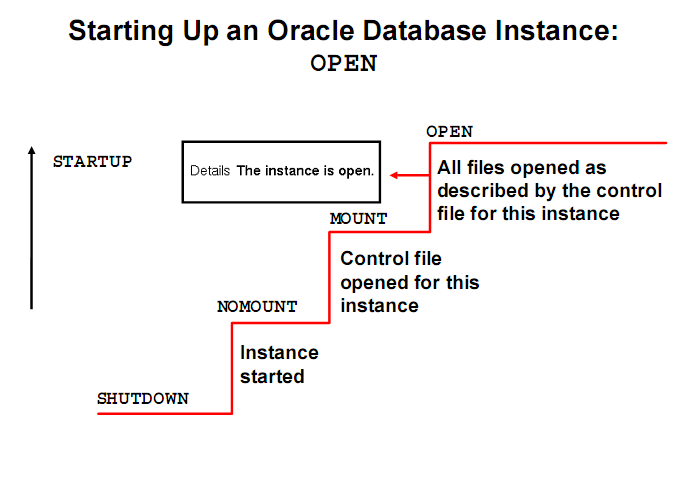 Starting Up an Oracle Database Instance:
OPEN
OPEN
STARTUP
Details The instance is open.
All files opened as
described by the control
file for this instance
MOUNT
Control file
opened for this
instance
NOMOUNT
Instance
started
SHUTDOWN